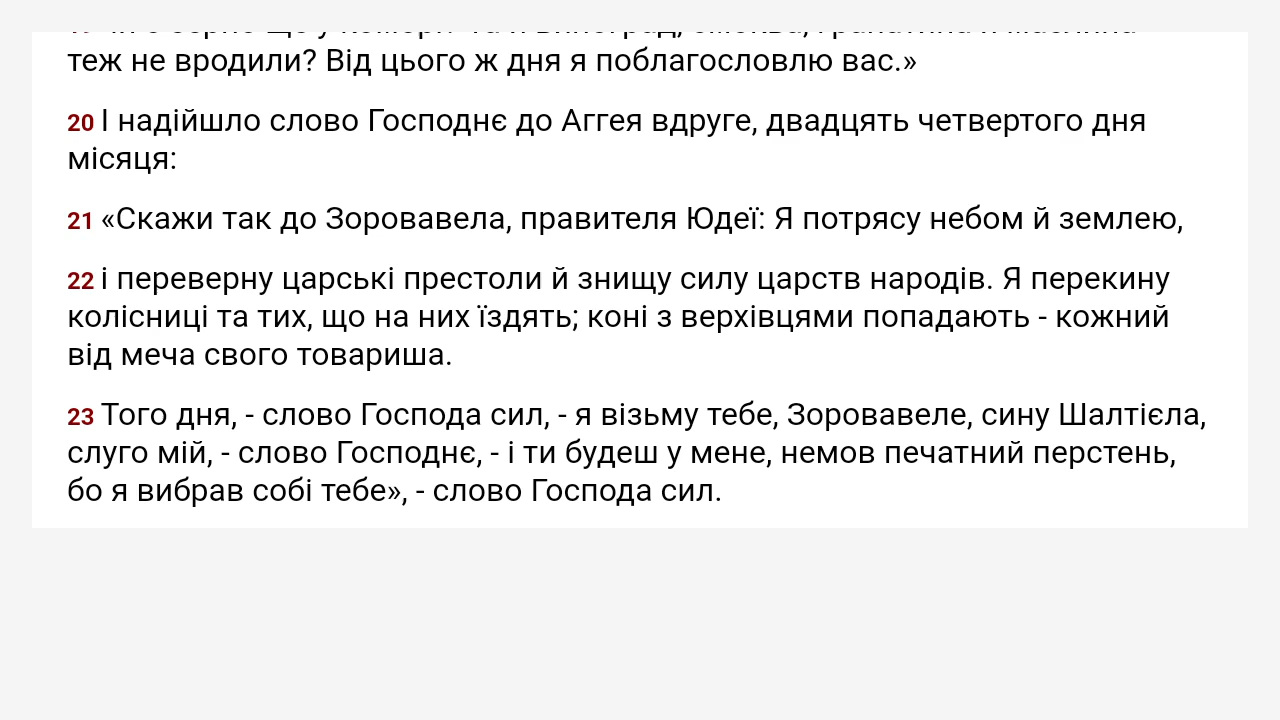 теж не вродили? Від цього ж дня я поблагословлю вас.»
20 І надійшло слово Господнє до Аггея вдруге, двадцять четвертого дня
місяця:
21 «Скажи так до Зоровавела, правителя Юдеї: Я потрясу небом й землею,
22 і переверну царські престоли й знищу силу царств народів. Я перекину
колісниці та тих, що на них їздять; коні з верхівцями попадають - кожний
від меча свого товариша.
23 Того дня, - слово Господа сил, - я візьму тебе, Зоровавеле, сину Шалтієла,
слуго мій, - слово Господнє, - і ти будеш у мене, немов печатний перстень,
бо я вибрав собі тебе», - слово Господа сил.